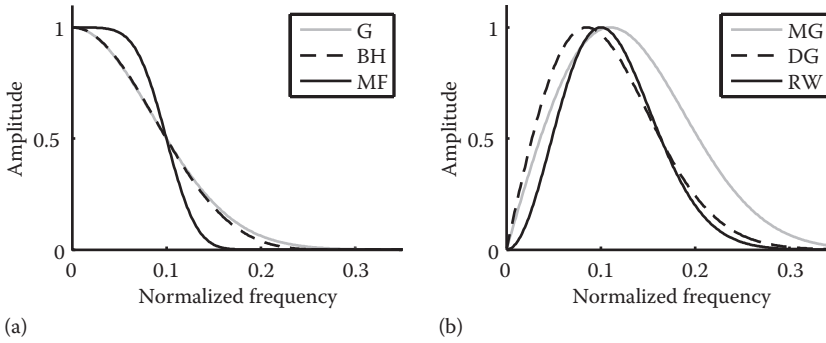 1
0.5
0
Amplitude
0
0.1
0.2
0.3
Normalized frequency
G
BH
MF
(a)
1
0.5
0
Amplitude
0
0.1
0.2
0.3
Normalized frequency
MG
DG
RW
(b)